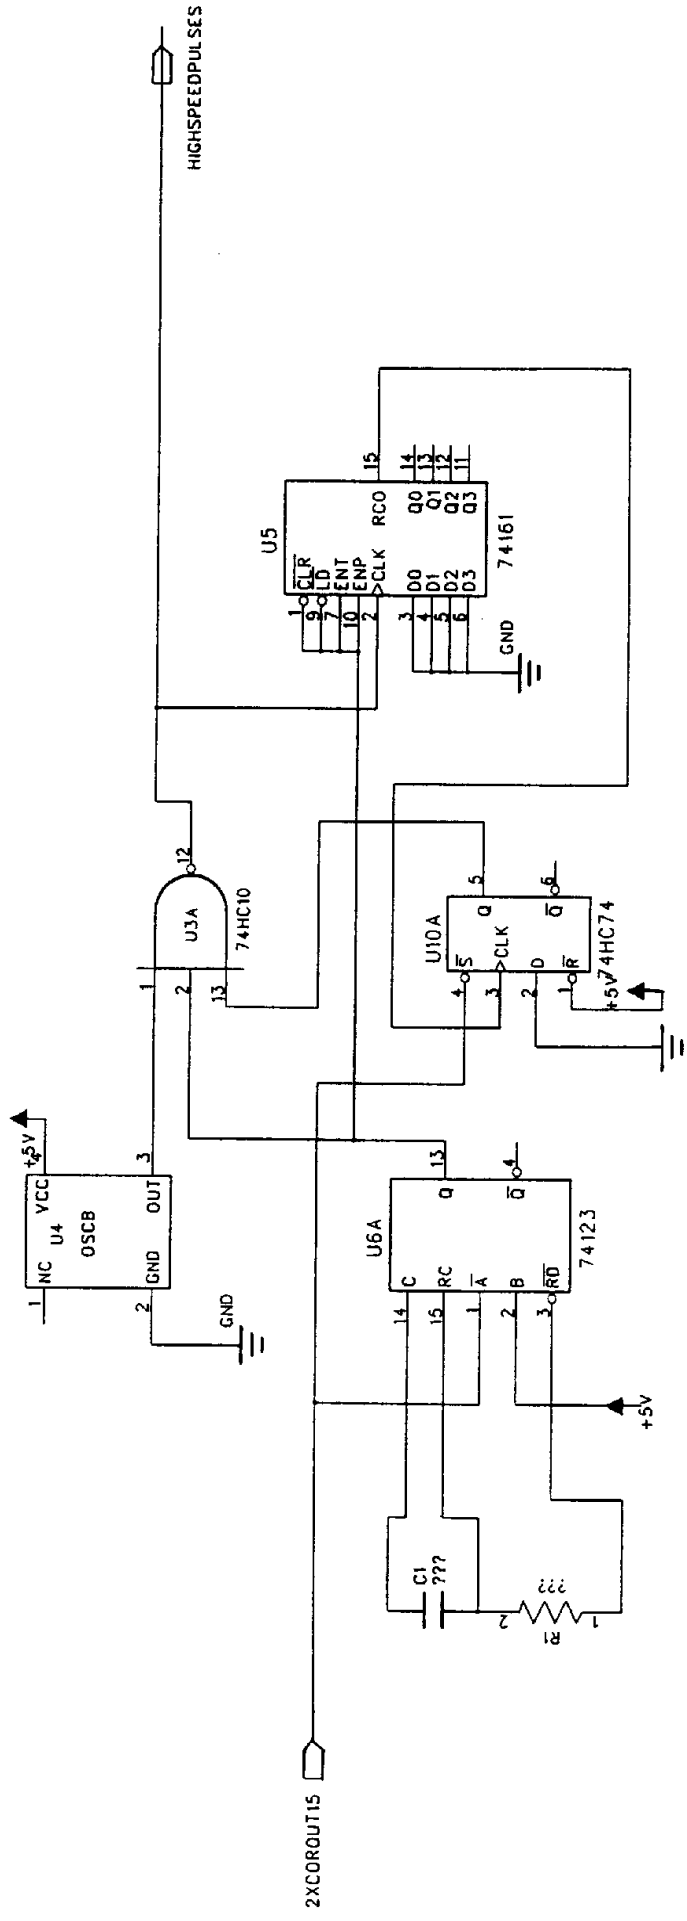 HIGHSPEEDPULSES
U5
1 CLR
9 LD
7 ENT
10 ENP
2 CLK
3 D0
4 D1
5 D2
6 D3
RCO 15
Q0 14
Q1 13
Q2 12
Q3 11
74161
GND
U3A
1
2
13
12
74HC10
U10A
4 S
3 CLK
2 D
1 R
Q 5
Q 6
74HC74
+5V
U4
OSCB
1 NC
2 GND
VCC 4
OUT 3
+5V
GND
U6A
14 C
15 RC
1 A
2 B
3 RD
Q 13
Q 4
74123
+5V
C1
???
R1
???
2
1
2XCOROUT15